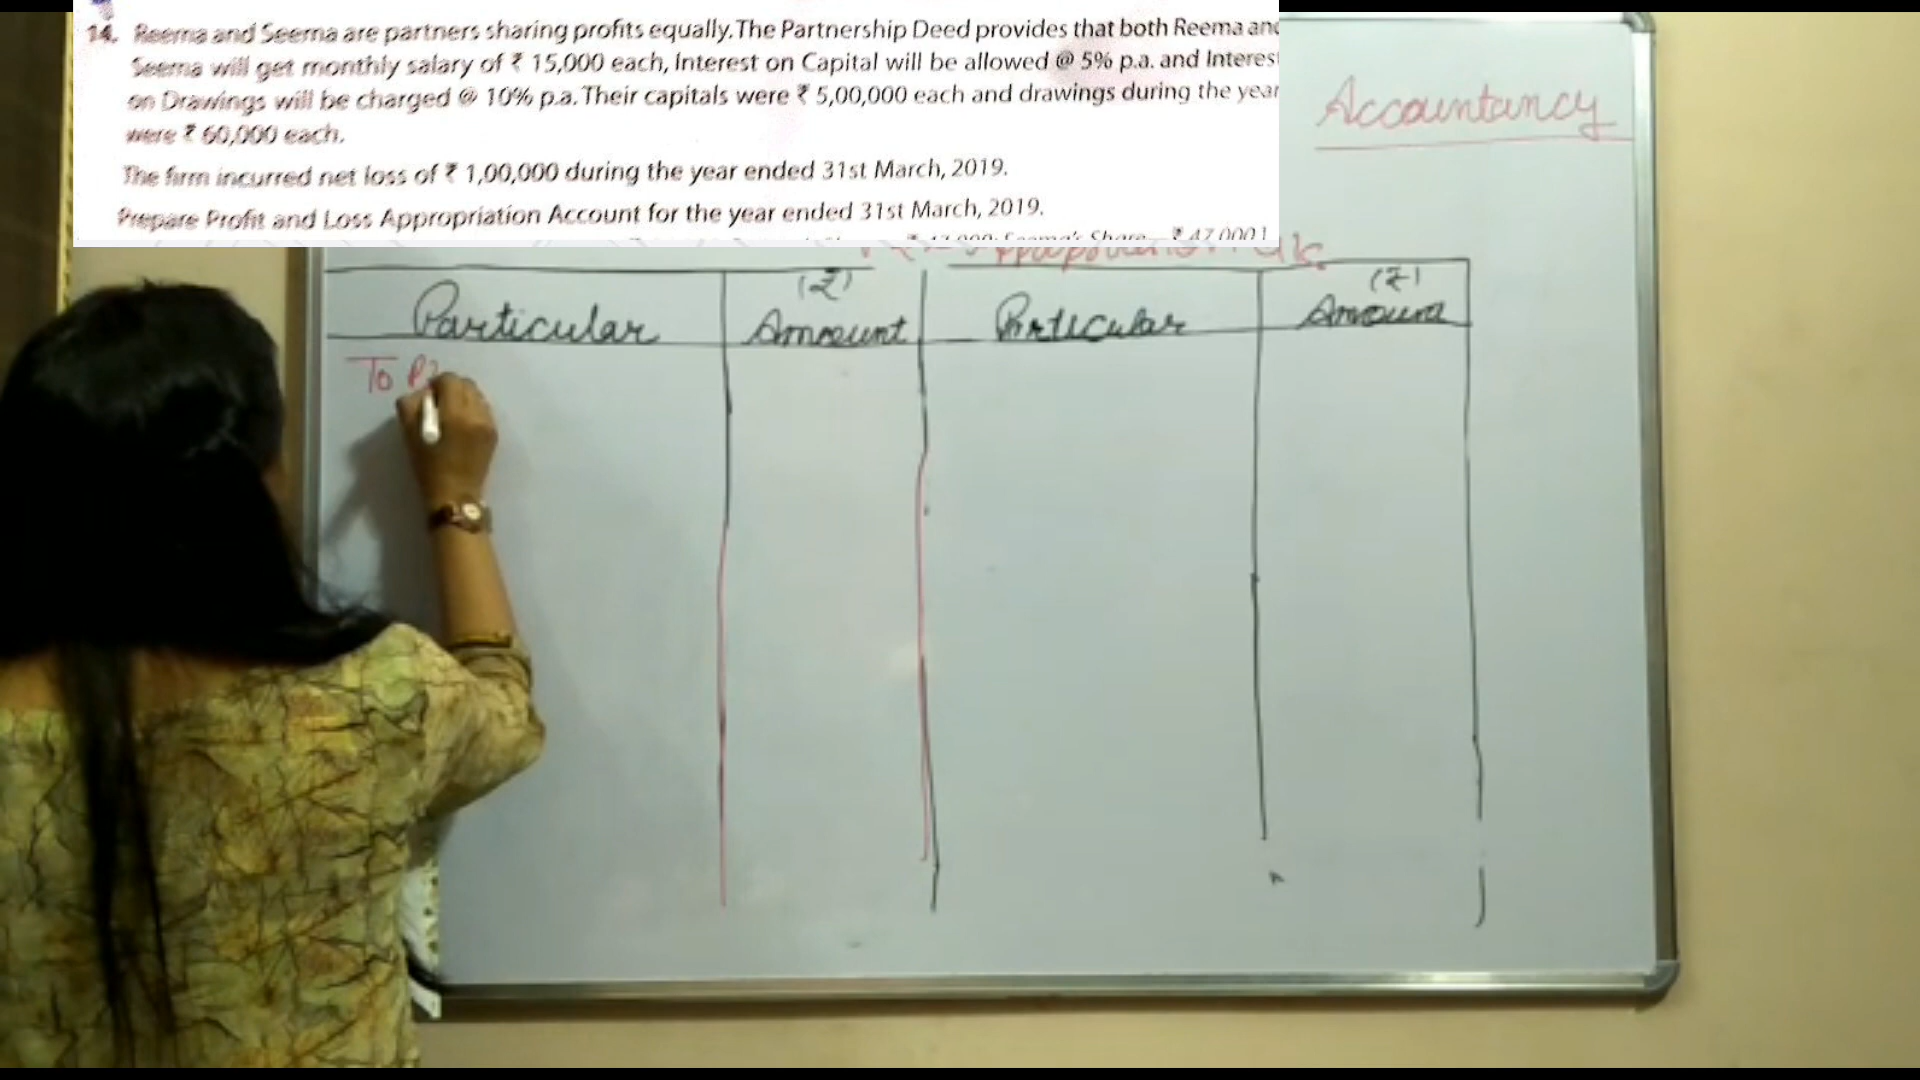 14. Reema and Seema are partners sharing profits equally. The Partnership Deed provides that both Reema and
Seema will get monthly salary of ₹ 15,000 each, Interest on Capital will be allowed @ 5% p.a. and Interest
on Drawings will be charged @ 10% p.a. Their capitals were ₹ 5,00,000 each and drawings during the year
were ₹ 60,000 each.
The firm incurred net loss of ₹ 1,00,000 during the year ended 31st March, 2019.
Prepare Profit and Loss Appropriation Account for the year ended 31st March, 2019.
Share ₹ 47,000]
Accountancy
(₹) (₹)
Particular Amount Particular Amount
To